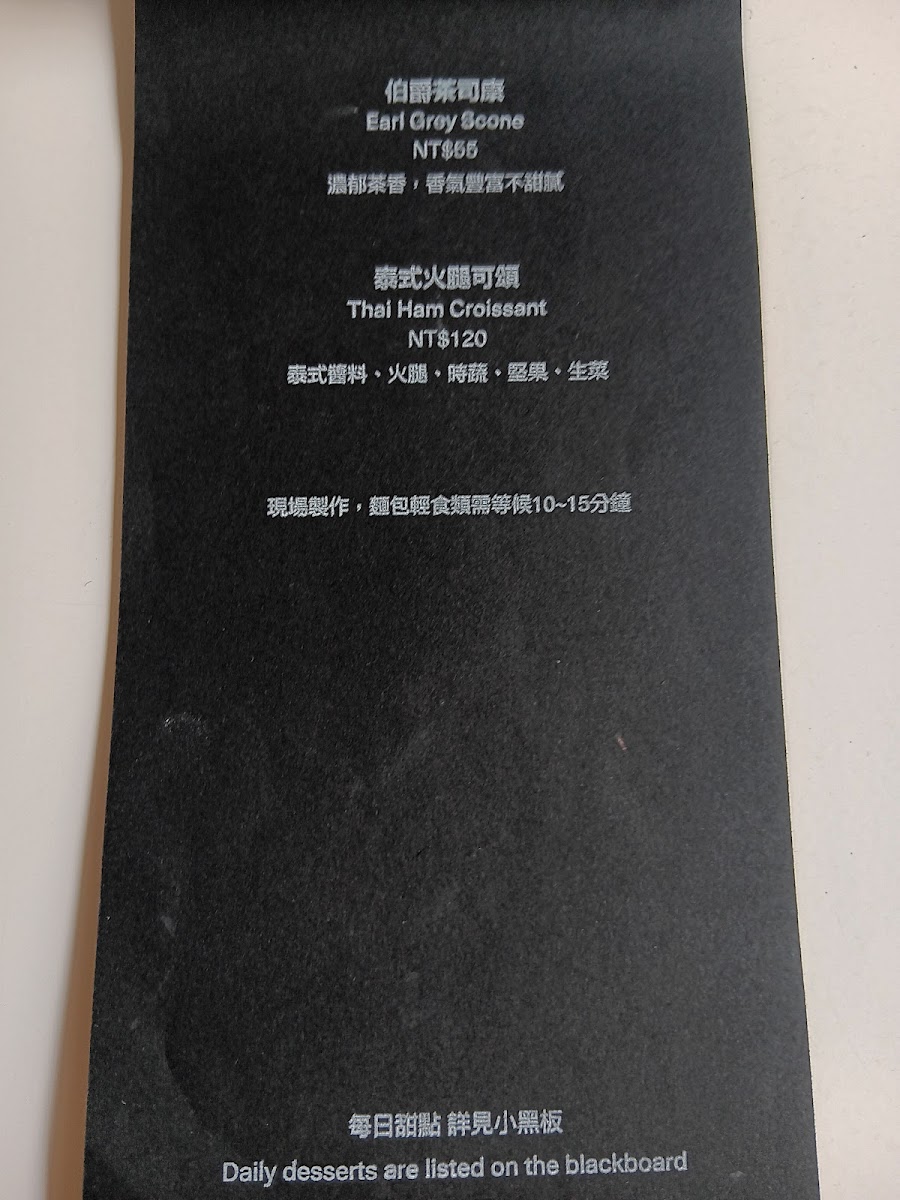 伯爵茶司康
Earl Grey Scone
NT$55
濃郁茶香，香氣豐富不甜膩
泰式火腿可頌
Thai Ham Croissant
NT$120
泰式醬料・火腿・時蔬・堅果・生菜
現場製作，麵包輕食類需等候10~15分鐘
每日甜點 詳見小黑板
Daily desserts are listed on the blackboard